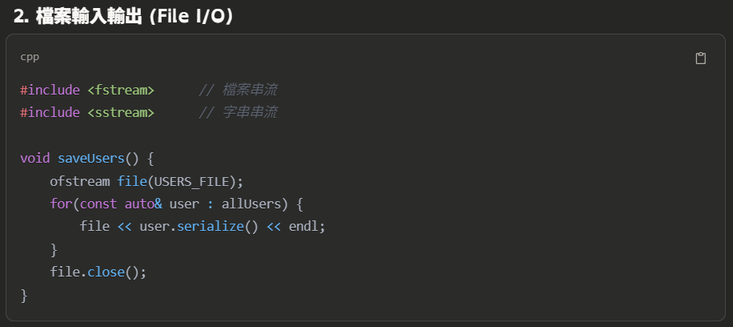 2. 檔案輸入輸出 (File I/O)
cpp
#include <fstream>      // 檔案串流
#include <sstream>      // 字串串流
void saveUsers() {
    ofstream file(USERS_FILE);
    for(const auto& user : allUsers) {
        file << user.serialize() << endl;
    }
    file.close();
}